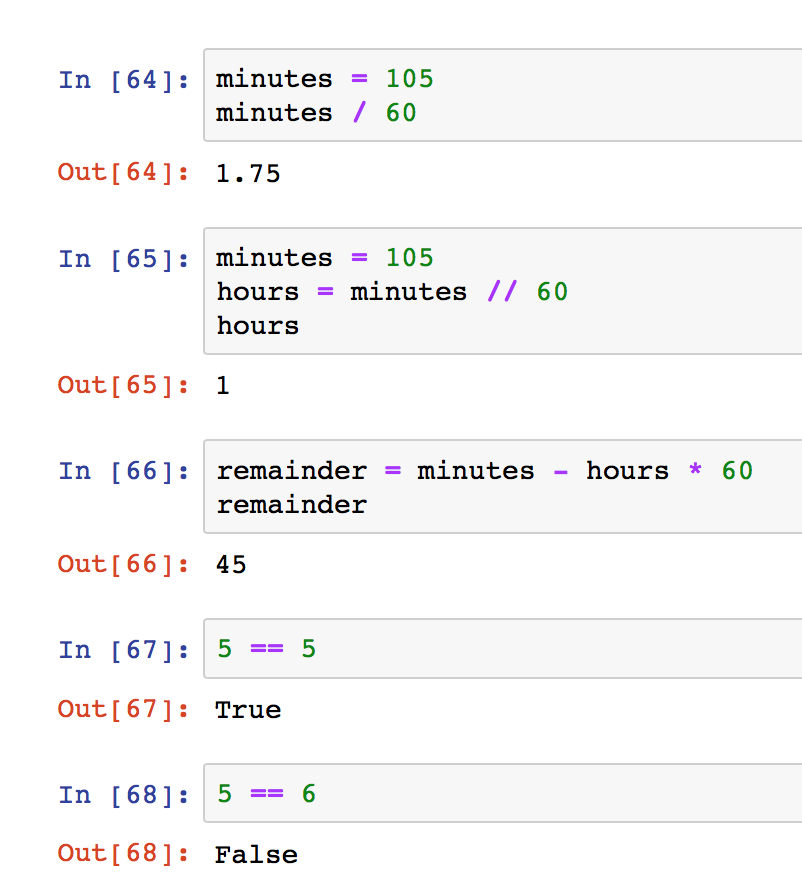 In [64]: minutes = 105
minutes / 60
Out[64]: 1.75
In [65]: minutes = 105
hours = minutes // 60
hours
Out[65]: 1
In [66]: remainder = minutes - hours * 60
remainder
Out[66]: 45
In [67]: 5 == 5
Out[67]: True
In [68]: 5 == 6
Out[68]: False